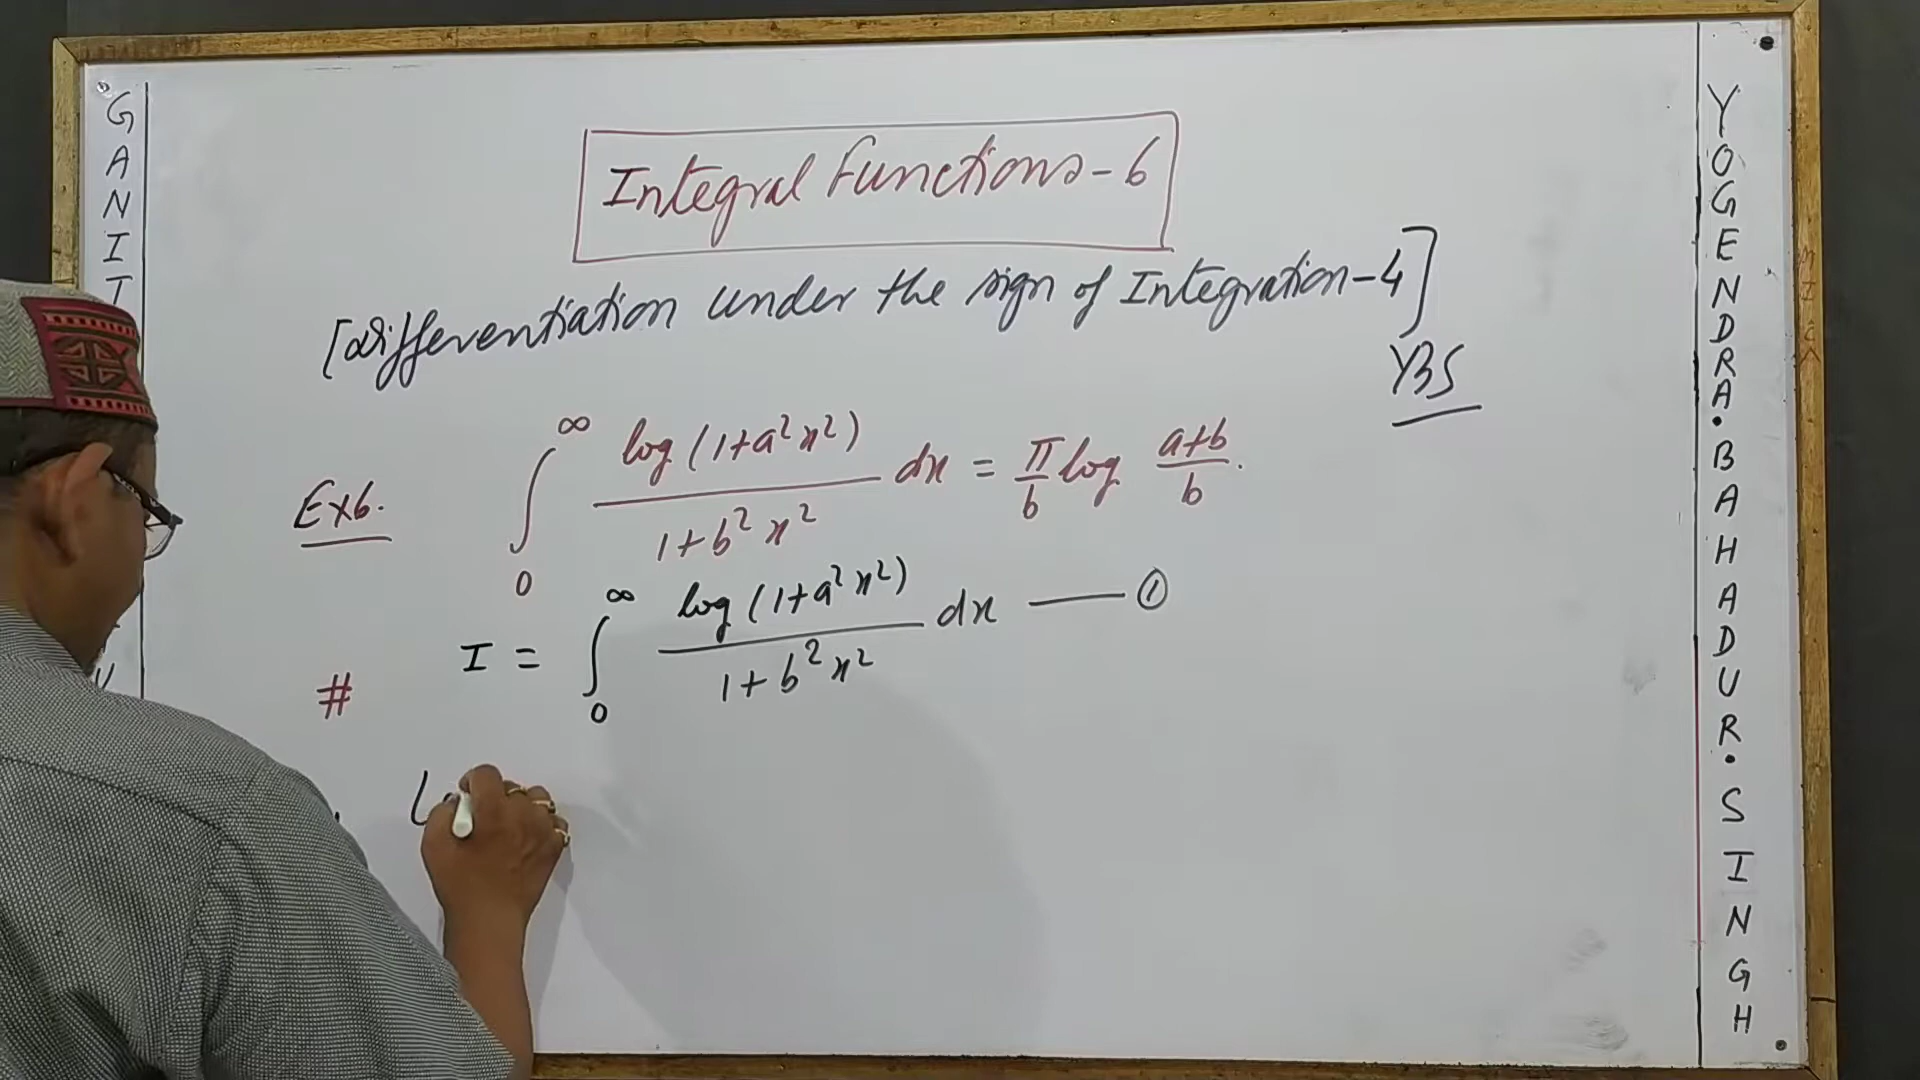 Integral Functions-6
[Differentiation under the sign of Integration-4]
YBS
Ex6. ∫₀^∞ log(1+a²x²)/(1+b²x²) dx = π/b log (a+b)/b.
# I = ∫₀^∞ log(1+a²x²)/(1+b²x²) dx —— ①
GANIT
YOGENDRA·BAHADUR·SINGH